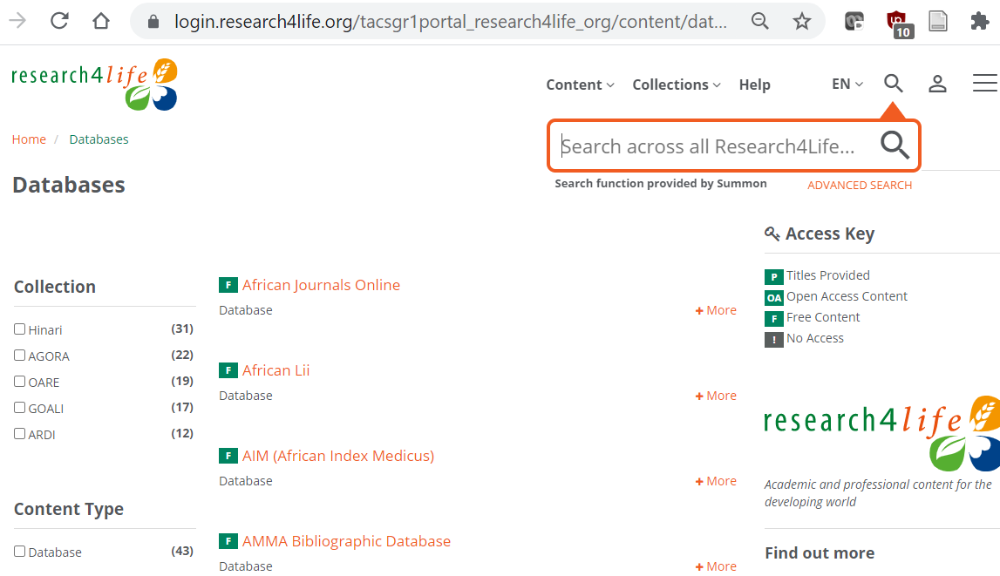 login.research4life.org/tacsgr1portal_research4life_org/content/dat...
10
research4life
Content
Collections
Help
EN
Home / Databases
Search across all Research4Life...
Databases
Search function provided by Summon
ADVANCED SEARCH
Access Key
P Titles Provided
OA Open Access Content
F Free Content
! No Access
Collection
Hinari (31)
AGORA (22)
OARE (19)
GOALI (17)
ARDI (12)
Content Type
Database (43)
F African Journals Online
Database
+ More
F African Lii
Database
+ More
F AIM (African Index Medicus)
Database
+ More
F AMMA Bibliographic Database
Database
+ More
research4life
Academic and professional content for the
developing world
Find out more